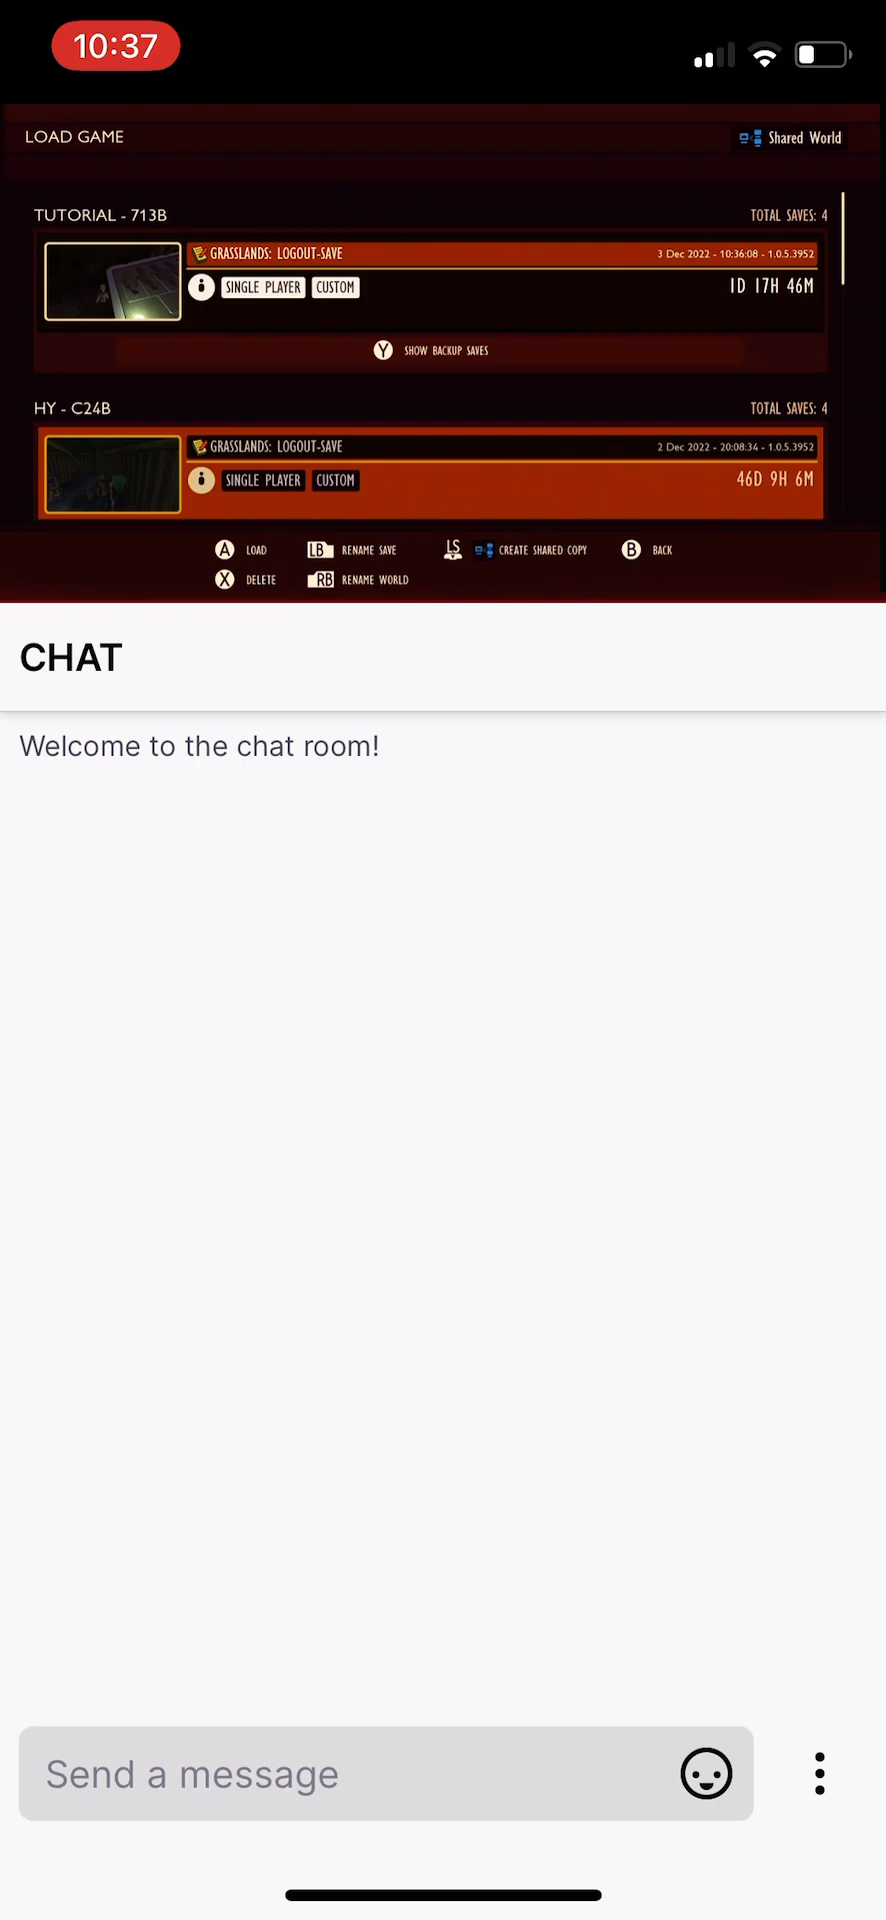 10:37
LOAD GAME
Shared World
TUTORIAL - 713B
TOTAL SAVES: 4
GRASSLANDS: LOGOUT-SAVE
3 Dec 2022 - 10:36:08 - 1.0.5.3952
SINGLE PLAYER
CUSTOM
1D 17H 46M
Y SHOW BACKUP SAVES
HY - C24B
TOTAL SAVES: 4
GRASSLANDS: LOGOUT-SAVE
2 Dec 2022 - 20:08:34 - 1.0.5.3952
SINGLE PLAYER
CUSTOM
46D 9H 6M
A LOAD
LB RENAME SAVE
LS CREATE SHARED COPY
B BACK
X DELETE
RB RENAME WORLD
CHAT
Welcome to the chat room!
Send a message